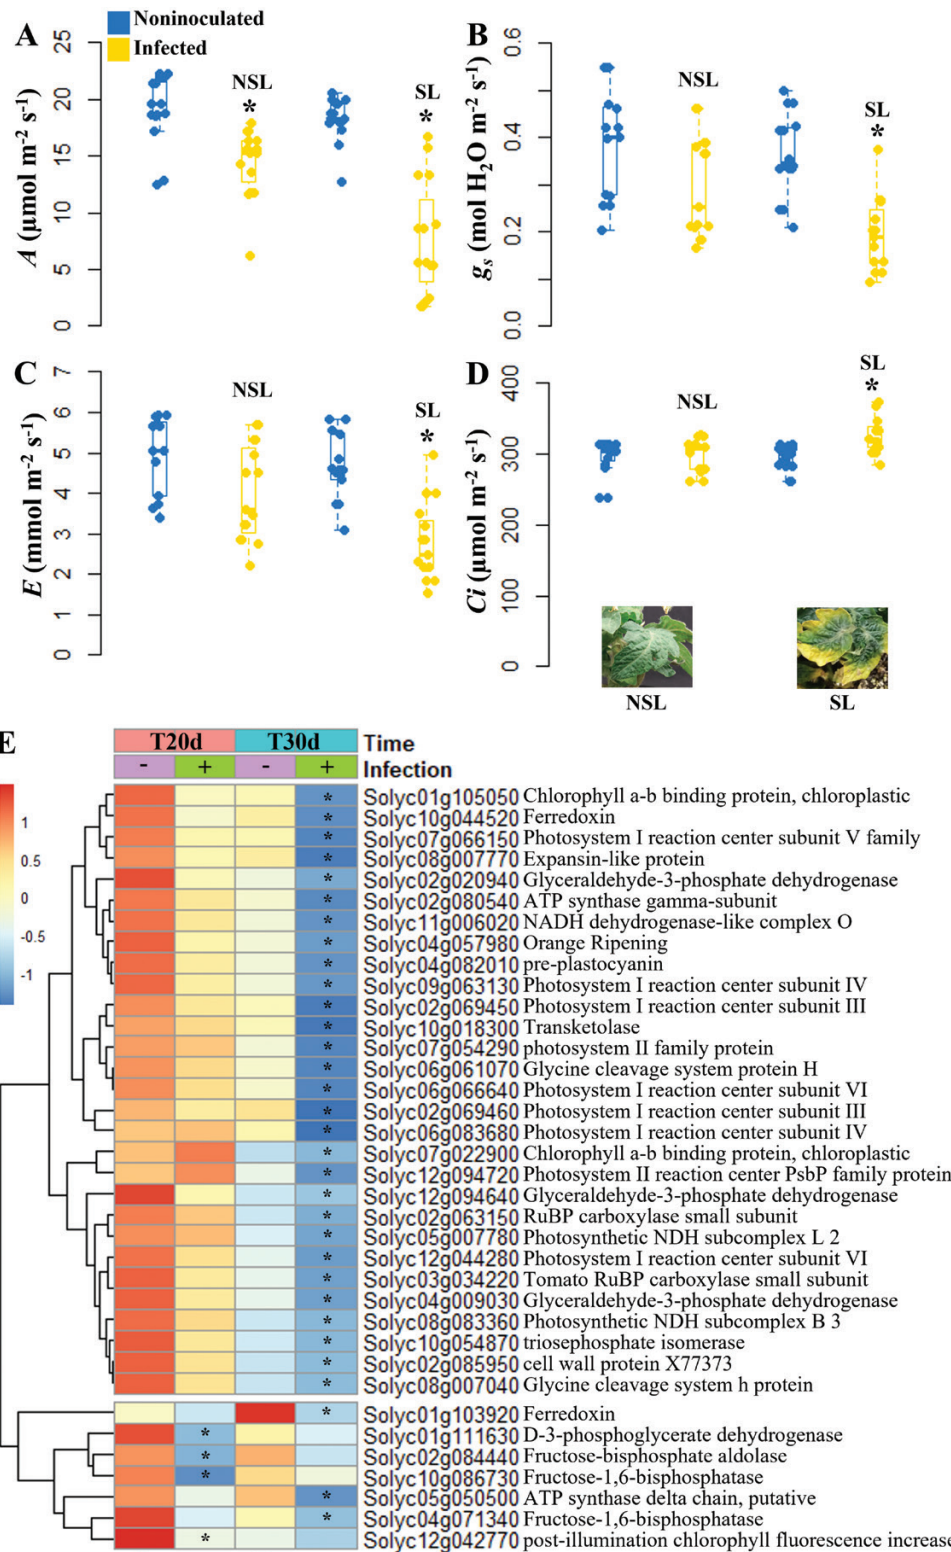 Noninoculated
Infected
A
A (µmol m-2 s-1)
25
20
15
10
5
0
NSL
*
SL
*
B
gs (mol H2O m-2 s-1)
0.6
0.4
0.2
0.0
NSL
SL
*
C
E (mmol m-2 s-1)
7
6
5
4
3
2
1
0
NSL
SL
*
D
Ci (µmol m-2 s-1)
400
300
200
100
0
NSL
SL
*
NSL
SL
E
T20d T30d Time
- + - + Infection
1
0.5
0
-0.5
-1
* Solyc01g105050 Chlorophyll a-b binding protein, chloroplastic
* Solyc10g044520 Ferredoxin
* Solyc07g066150 Photosystem I reaction center subunit V family
* Solyc08g007770 Expansin-like protein
* Solyc02g020940 Glyceraldehyde-3-phosphate dehydrogenase
* Solyc02g080540 ATP synthase gamma-subunit
* Solyc11g006020 NADH dehydrogenase-like complex O
* Solyc04g057980 Orange Ripening
* Solyc04g082010 pre-plastocyanin
* Solyc09g063130 Photosystem I reaction center subunit IV
* Solyc02g069450 Photosystem I reaction center subunit III
* Solyc10g018300 Transketolase
* Solyc07g054290 photosystem II family protein
* Solyc06g061070 Glycine cleavage system protein H
* Solyc06g066640 Photosystem I reaction center subunit VI
* Solyc02g069460 Photosystem I reaction center subunit III
* Solyc06g083680 Photosystem I reaction center subunit IV
* Solyc07g022900 Chlorophyll a-b binding protein, chloroplastic
* Solyc12g094720 Photosystem II reaction center PsbP family protein
* Solyc12g094640 Glyceraldehyde-3-phosphate dehydrogenase
* Solyc02g063150 RuBP carboxylase small subunit
* Solyc05g007780 Photosynthetic NDH subcomplex L 2
* Solyc12g044280 Photosystem I reaction center subunit VI
* Solyc03g034220 Tomato RuBP carboxylase small subunit
* Solyc04g009030 Glyceraldehyde-3-phosphate dehydrogenase
* Solyc08g083360 Photosynthetic NDH subcomplex B 3
* Solyc10g054870 triosephosphate isomerase
* Solyc02g085950 cell wall protein X77373
* Solyc08g007040 Glycine cleavage system h protein
* Solyc01g103920 Ferredoxin
* Solyc01g111630 D-3-phosphoglycerate dehydrogenase
* Solyc02g084440 Fructose-bisphosphate aldolase
* Solyc10g086730 Fructose-1,6-bisphosphatase
* Solyc05g050500 ATP synthase delta chain, putative
* Solyc04g071340 Fructose-1,6-bisphosphatase
* Solyc12g042770 post-illumination chlorophyll fluorescence increase